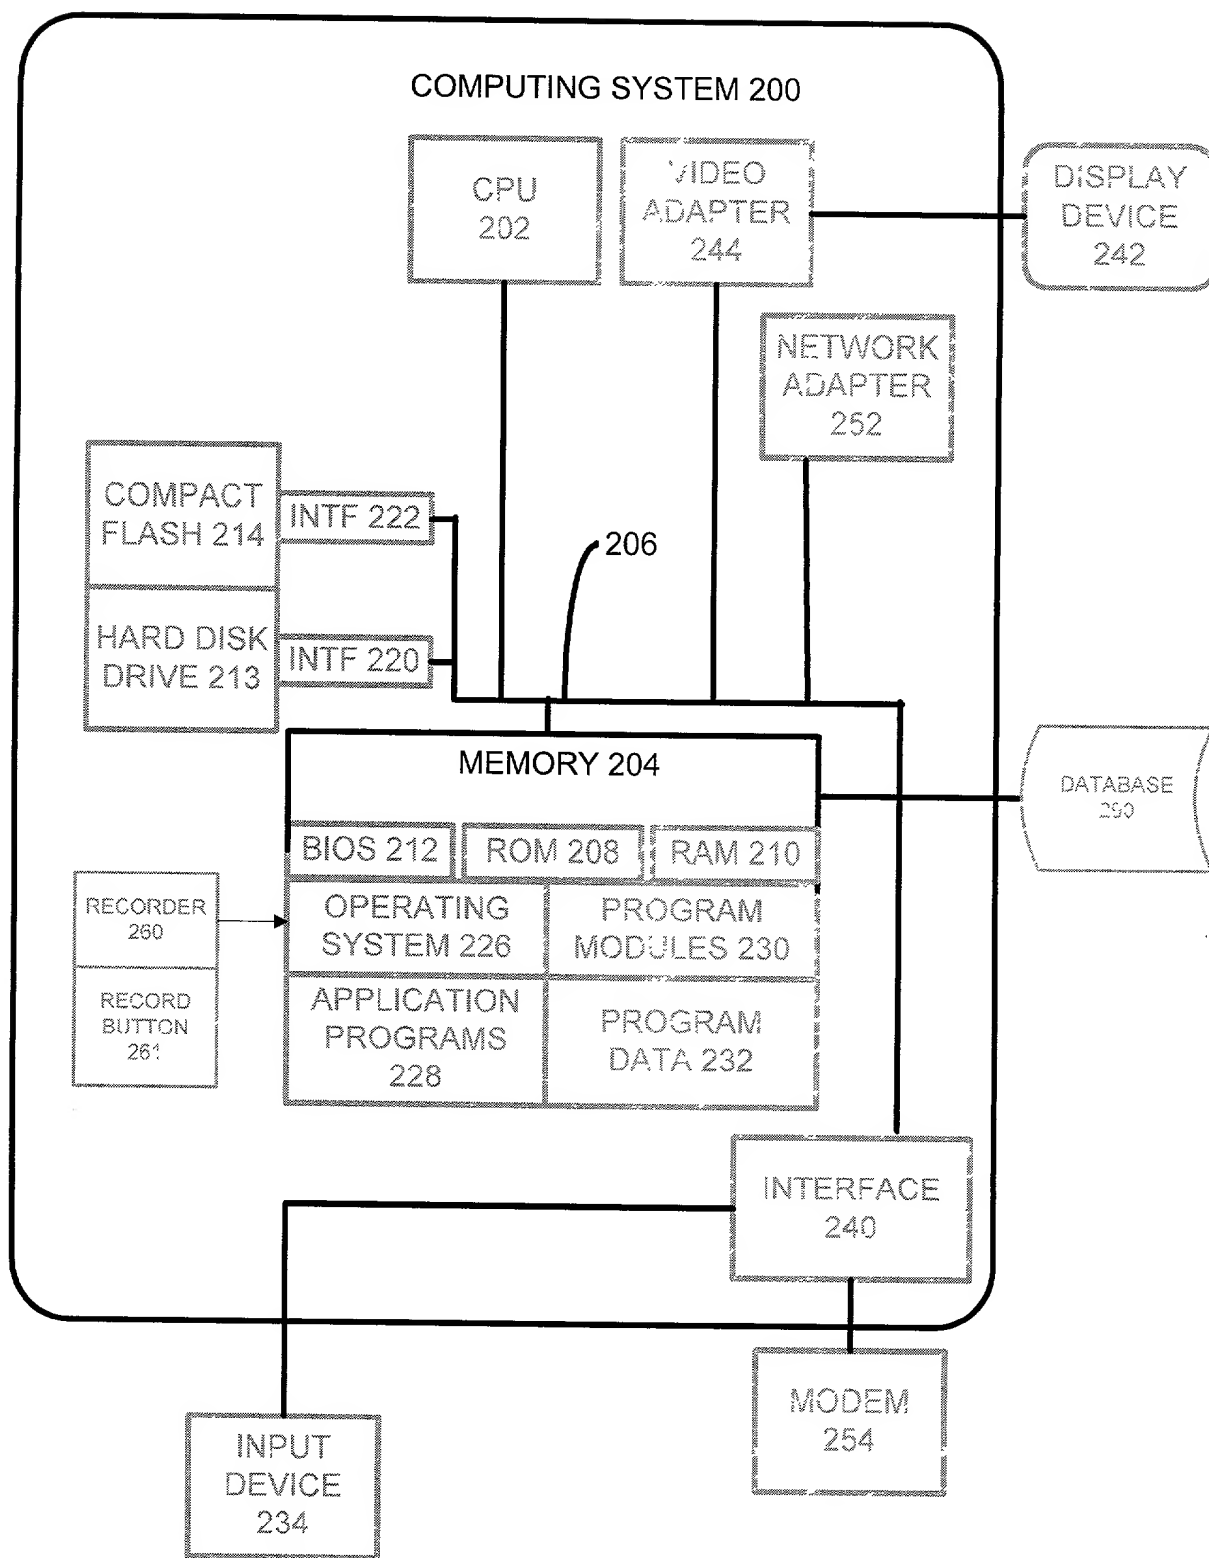 COMPUTING SYSTEM 200
CPU
202
VIDEO
ADAPTER
244
DISPLAY
DEVICE
242
NETWORK
ADAPTER
252
COMPACT
FLASH 214
INTF 222
206
HARD DISK
DRIVE 213
INTF 220
MEMORY 204
DATABASE
290
BIOS 212
ROM 208
RAM 210
RECORDER
260
OPERATING
SYSTEM 226
PROGRAM
MODULES 230
RECORD
BUTTON
261
APPLICATION
PROGRAMS
228
PROGRAM
DATA 232
INTERFACE
240
MODEM
254
INPUT
DEVICE
234